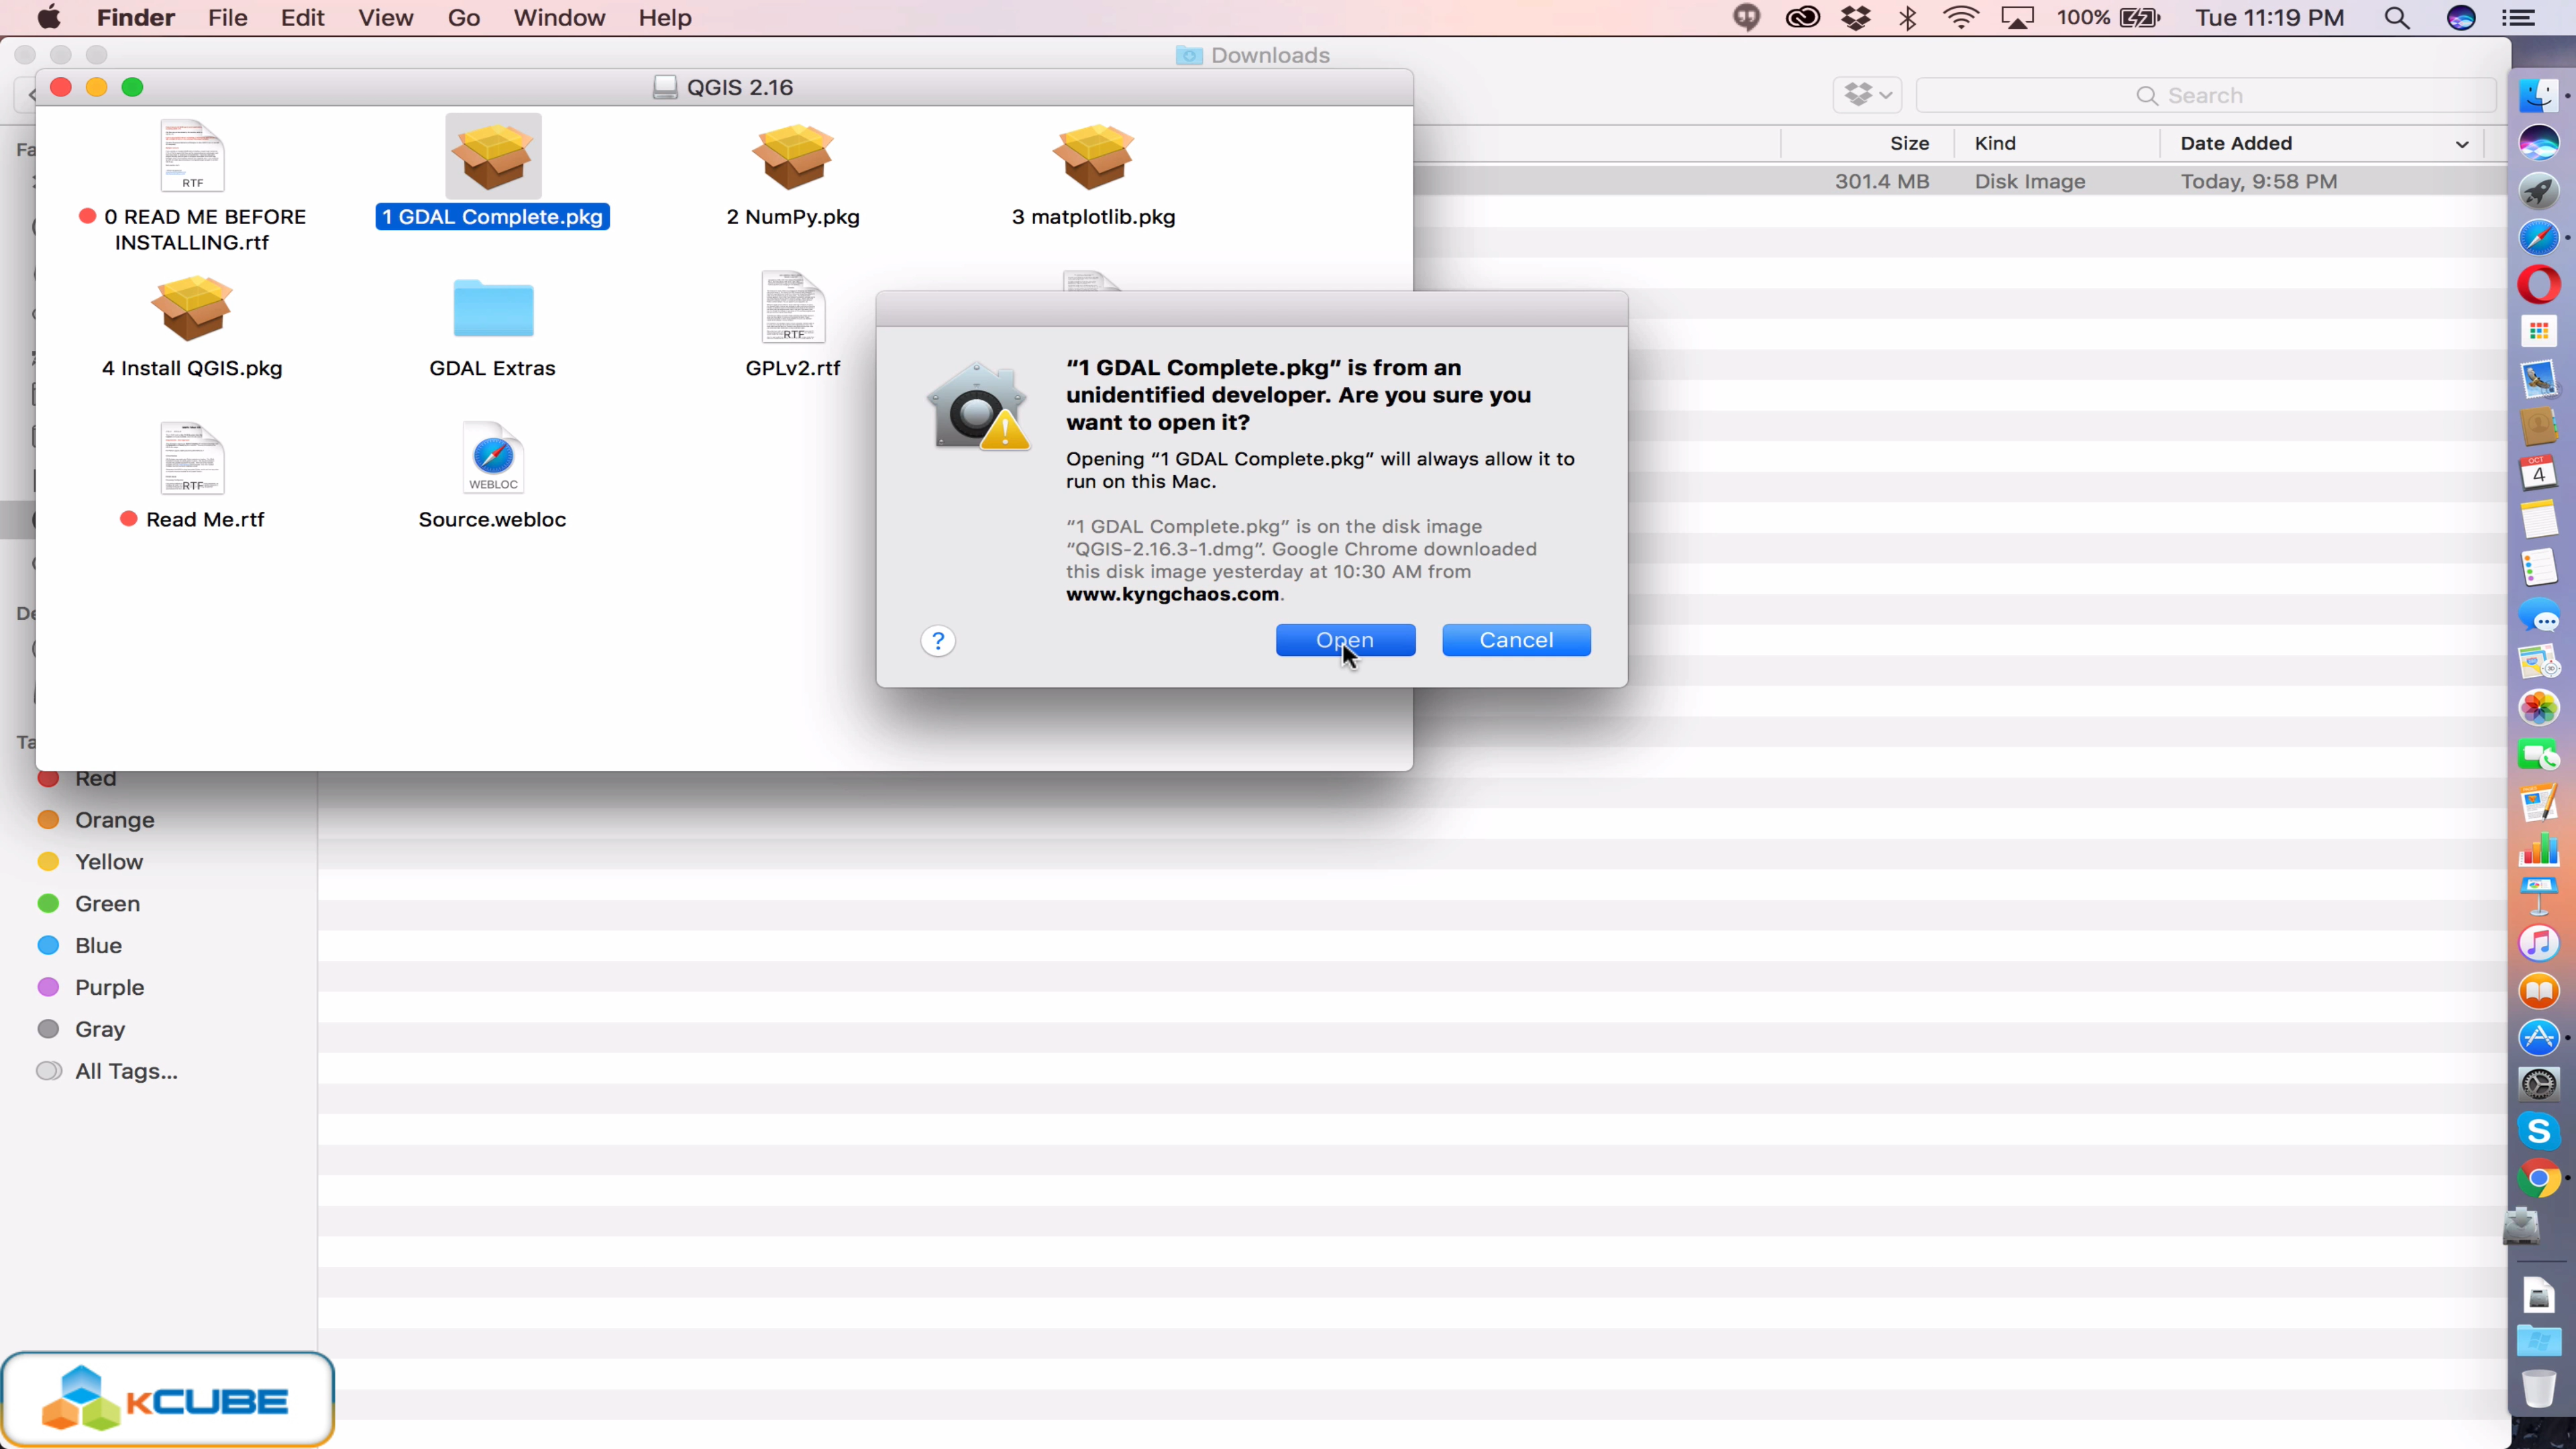 Finder File Edit View Go Window Help
100% Tue 11:19 PM
Downloads
QGIS 2.16
Search
Size Kind Date Added
301.4 MB Disk Image Today, 9:58 PM
RTF
0 READ ME BEFORE
INSTALLING.rtf
1 GDAL Complete.pkg
2 NumPy.pkg
3 matplotlib.pkg
4 Install QGIS.pkg
GDAL Extras
RTF
GPLv2.rtf
RTF
Read Me.rtf
WEBLOC
Source.webloc
“1 GDAL Complete.pkg” is from an
unidentified developer. Are you sure you
want to open it?
Opening “1 GDAL Complete.pkg” will always allow it to
run on this Mac.
“1 GDAL Complete.pkg” is on the disk image
“QGIS-2.16.3-1.dmg”. Google Chrome downloaded
this disk image yesterday at 10:30 AM from
www.kyngchaos.com.
? Open Cancel
Fa
De
Ta
Red
Orange
Yellow
Green
Blue
Purple
Gray
All Tags...
OCT
4
KCUBE